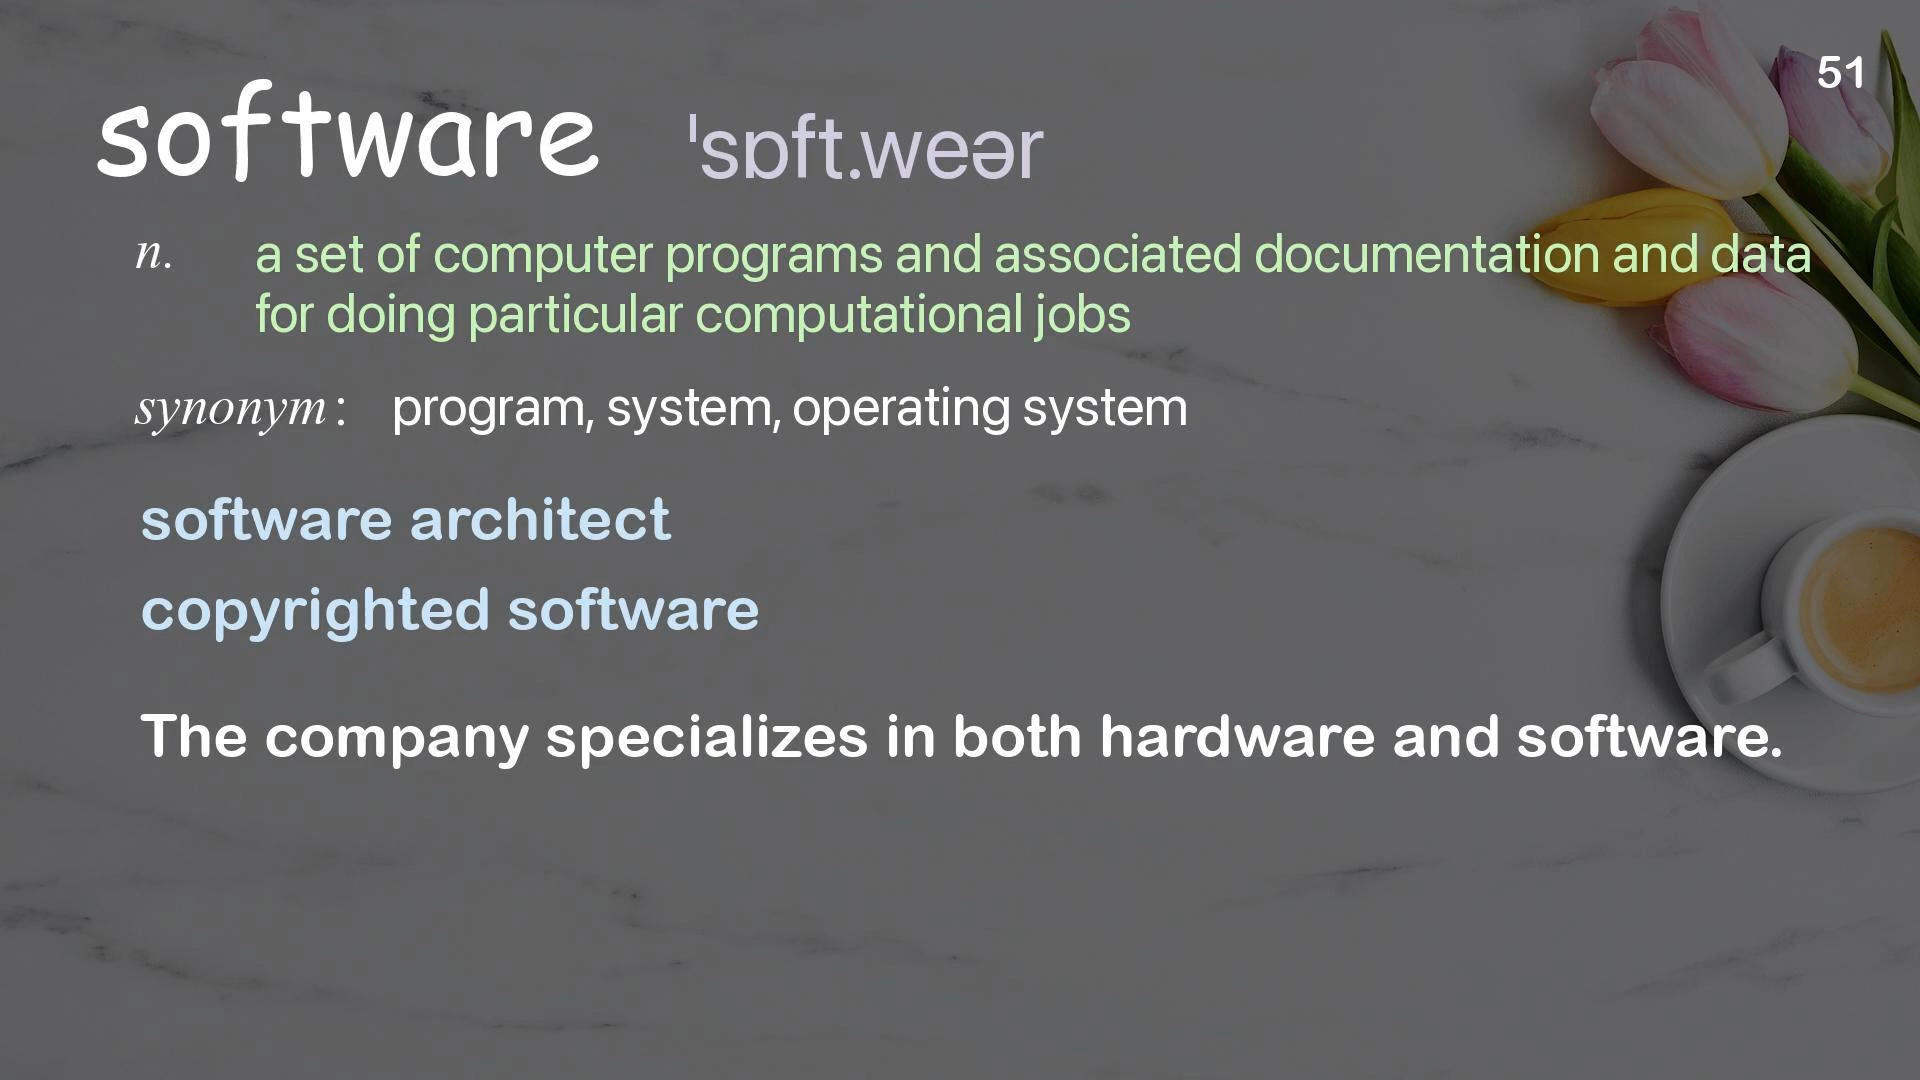 51
software ˈsɒft.weər
n. a set of computer programs and associated documentation and data
for doing particular computational jobs
synonym : program, system, operating system
software architect
copyrighted software
The company specializes in both hardware and software.